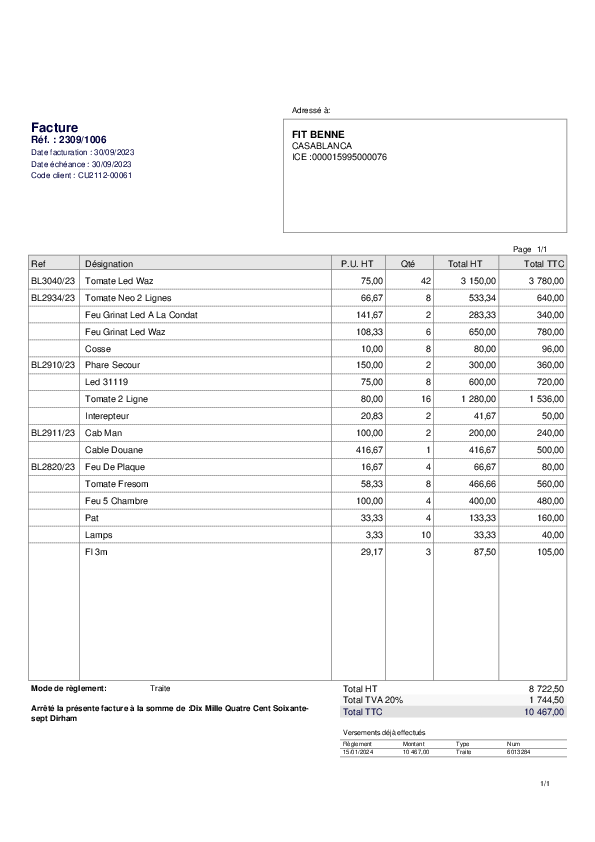 Adressé à:
Facture
Réf. : 2309/1006
Date facturation : 30/09/2023
Date échéance : 30/09/2023
Code client : CU2112-00061
FIT BENNE
CASABLANCA
ICE :000015995000076
Page 1/1
Ref Désignation P.U. HT Qté Total HT Total TTC
BL3040/23 Tomate Led Waz 75,00 42 3 150,00 3 780,00
BL2934/23 Tomate Neo 2 Lignes 66,67 8 533,34 640,00
Feu Grinat Led A La Condat 141,67 2 283,33 340,00
Feu Grinat Led Waz 108,33 6 650,00 780,00
Cosse 10,00 8 80,00 96,00
BL2910/23 Phare Secour 150,00 2 300,00 360,00
Led 31119 75,00 8 600,00 720,00
Tomate 2 Ligne 80,00 16 1 280,00 1 536,00
Interepteur 20,83 2 41,67 50,00
BL2911/23 Cab Man 100,00 2 200,00 240,00
Cable Douane 416,67 1 416,67 500,00
BL2820/23 Feu De Plaque 16,67 4 66,67 80,00
Tomate Fresom 58,33 8 466,66 560,00
Feu 5 Chambre 100,00 4 400,00 480,00
Pat 33,33 4 133,33 160,00
Lamps 3,33 10 33,33 40,00
Fl 3m 29,17 3 87,50 105,00
Mode de règlement: Traite
Arrêté la présente facture à la somme de :Dix Mille Quatre Cent Soixante-
sept Dirham
Total HT 8 722,50
Total TVA 20% 1 744,50
Total TTC 10 467,00
Versements déjà effectués
Règlement Montant Type Num
15/01/2024 10 467,00 Traite 6013284
1/1